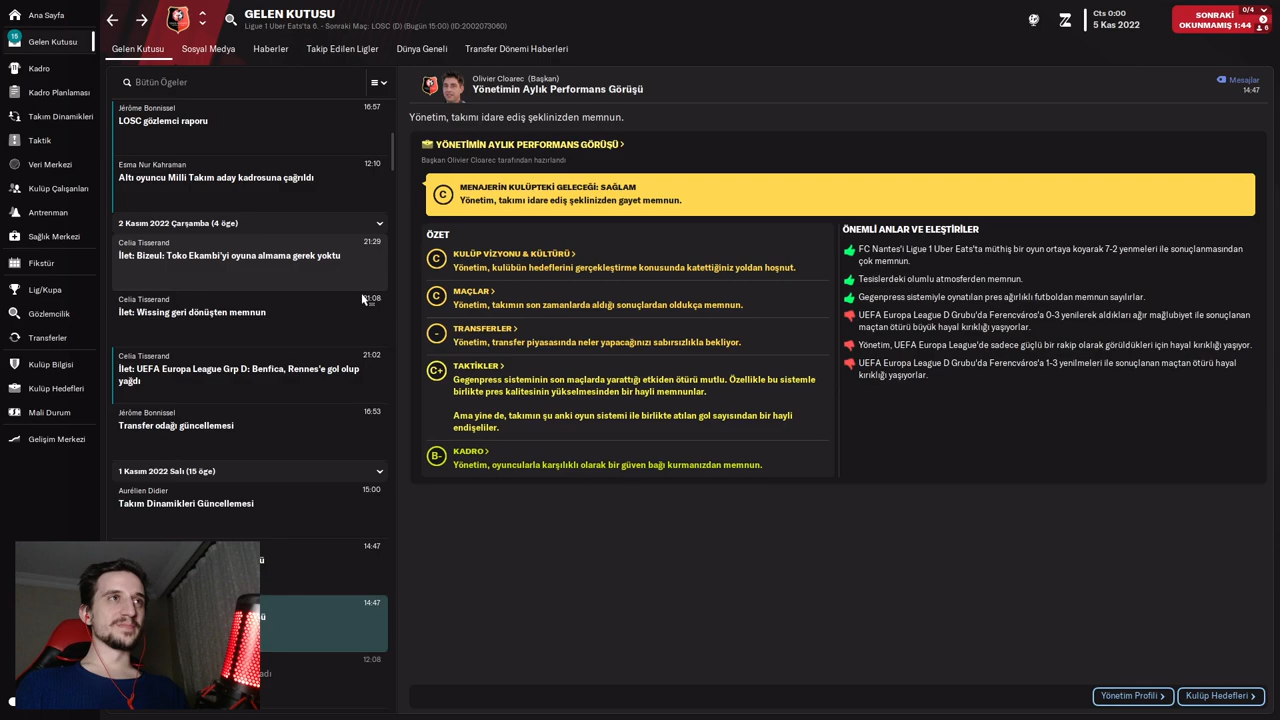 GELEN KUTUSU
Ligue 1 Uber Eats'ta 6. - Sonraki Maç: LOSC (D) (Bugün 15:00) (ID:2002073060)
Cts 0:00
5 Kas 2022
SONRAKİ
OKUNMAMIŞ 1:44
0/4
6
Ana Sayfa
15
Gelen Kutusu
Kadro
Kadro Planlaması
Takım Dinamikleri
Taktik
Veri Merkezi
Kulüp Çalışanları
Antrenman
Sağlık Merkezi
Fikstür
Lig/Kupa
Gözlemcilik
Transferler
Kulüp Bilgisi
Kulüp Hedefleri
Mali Durum
Gelişim Merkezi
Gelen Kutusu
Sosyal Medya
Haberler
Takip Edilen Ligler
Dünya Geneli
Transfer Dönemi Haberleri
Bütün Ögeler
Jérôme Bonnissel 16:57
LOSC gözlemci raporu
Esma Nur Kahraman 12:10
Altı oyuncu Milli Takım aday kadrosuna çağrıldı
2 Kasım 2022 Çarşamba (4 öge)
Celia Tisserand 21:29
İlet: Bizeul: Toko Ekambi'yi oyuna almama gerek yoktu
Celia Tisserand
İlet: Wissing geri dönüşten memnun
Celia Tisserand 21:02
İlet: UEFA Europa League Grp D: Benfica, Rennes'e gol olup
yağdı
Jérôme Bonnissel 16:53
Transfer odağı güncellemesi
1 Kasım 2022 Salı (15 öge)
Aurélien Didier 15:00
Takım Dinamikleri Güncellemesi
14:47
14:47
12:08
Olivier Cloarec (Başkan)
Yönetimin Aylık Performans Görüşü
Mesajlar
14:47
Yönetim, takımı idare ediş şeklinizden memnun.
YÖNETİMİN AYLIK PERFORMANS GÖRÜŞÜ
Başkan Olivier Cloarec tarafından hazırlandı
C
MENAJERİN KULÜPTEKİ GELECEĞİ: SAĞLAM
Yönetim, takımı idare ediş şeklinizden gayet memnun.
ÖZET
C
KULÜP VİZYONU & KÜLTÜRÜ
Yönetim, kulübün hedeflerini gerçekleştirme konusunda katettiğiniz yoldan hoşnut.
C
MAÇLAR
Yönetim, takımın son zamanlarda aldığı sonuçlardan oldukça memnun.
-
TRANSFERLER
Yönetim, transfer piyasasında neler yapacağınızı sabırsızlıkla bekliyor.
C+
TAKTİKLER
Gegenpress sisteminin son maçlarda yarattığı etkiden ötürü mutlu. Özellikle bu sistemle
birlikte pres kalitesinin yükselmesinden bir hayli memnunlar.
Ama yine de, takımın şu anki oyun sistemi ile birlikte atılan gol sayısından bir hayli
endişeliler.
B-
KADRO
Yönetim, oyuncularla karşılıklı olarak bir güven bağı kurmanızdan memnun.
ÖNEMLİ ANLAR VE ELEŞTİRİLER
FC Nantes'i Ligue 1 Uber Eats'ta müthiş bir oyun ortaya koyarak 7-2 yenmeleri ile sonuçlanmasından
çok memnun.
Tesislerdeki olumlu atmosferden memnun.
Gegenpress sistemiyle oynatılan pres ağırlıklı futboldan memnun sayılırlar.
UEFA Europa League D Grubu'da Ferencváros'a 0-3 yenilerek aldıkları ağır mağlubiyet ile sonuçlanan
maçtan ötürü büyük hayal kırıklığı yaşıyorlar.
Yönetim, UEFA Europa League'de sadece güçlü bir rakip olarak görüldükleri için hayal kırıklığı yaşıyor.
UEFA Europa League D Grubu'da Ferencváros'a 1-3 yenilmeleri ile sonuçlanan maçtan ötürü hayal
kırıklığı yaşıyorlar.
Yönetim Profili
Kulüp Hedefleri